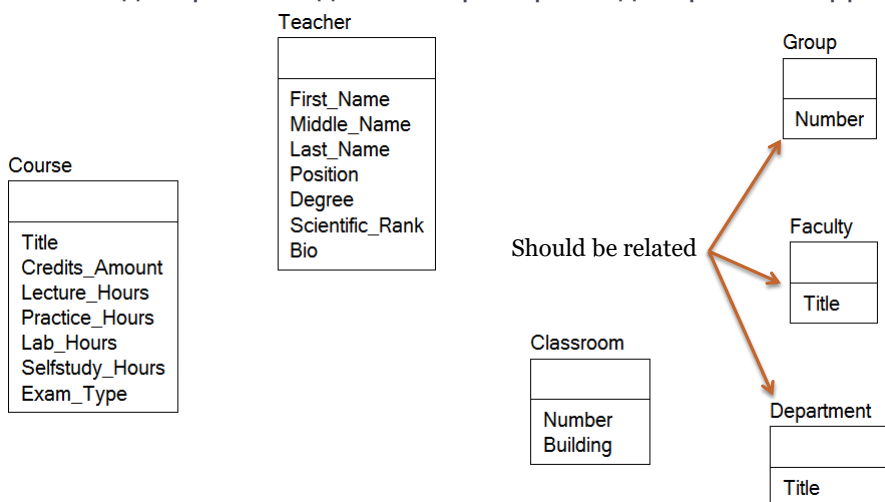 Teacher
First_Name
Middle_Name
Last_Name
Position
Degree
Scientific_Rank
Bio
Course
Title
Credits_Amount
Lecture_Hours
Practice_Hours
Lab_Hours
Selfstudy_Hours
Exam_Type
Group
Number
Should be related
Faculty
Title
Classroom
Number
Building
Department
Title